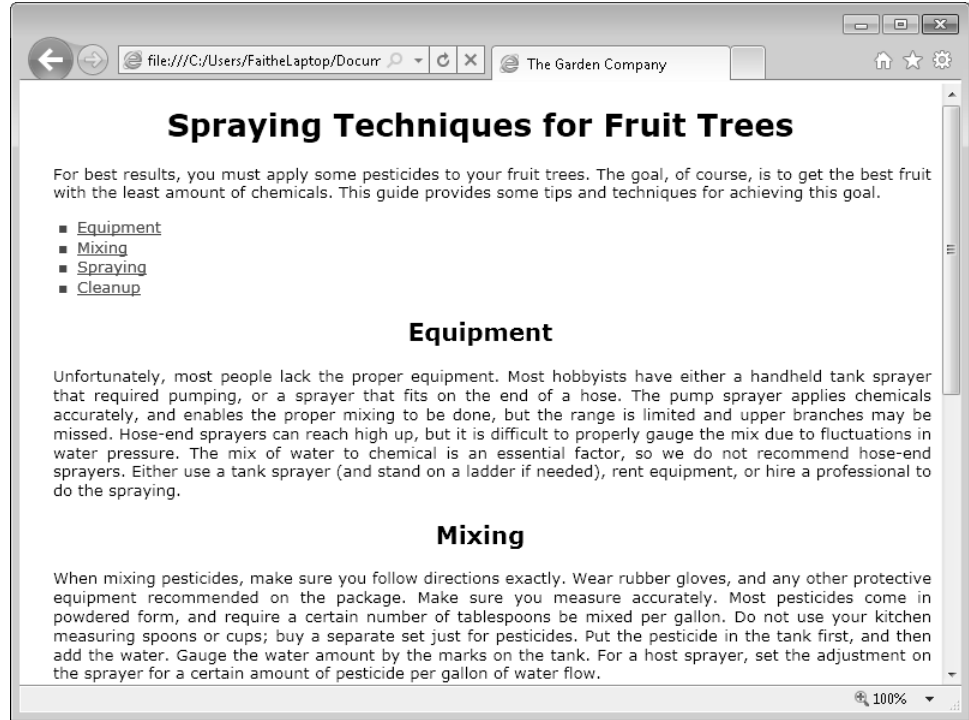 file:///C:/Users/FaitheLaptop/Docum
The Garden Company
Spraying Techniques for Fruit Trees
For best results, you must apply some pesticides to your fruit trees. The goal, of course, is to get the best fruit
with the least amount of chemicals. This guide provides some tips and techniques for achieving this goal.
Equipment
Mixing
Spraying
Cleanup
Equipment
Unfortunately, most people lack the proper equipment. Most hobbyists have either a handheld tank sprayer
that required pumping, or a sprayer that fits on the end of a hose. The pump sprayer applies chemicals
accurately, and enables the proper mixing to be done, but the range is limited and upper branches may be
missed. Hose-end sprayers can reach high up, but it is difficult to properly gauge the mix due to fluctuations in
water pressure. The mix of water to chemical is an essential factor, so we do not recommend hose-end
sprayers. Either use a tank sprayer (and stand on a ladder if needed), rent equipment, or hire a professional to
do the spraying.
Mixing
When mixing pesticides, make sure you follow directions exactly. Wear rubber gloves, and any other protective
equipment recommended on the package. Make sure you measure accurately. Most pesticides come in
powdered form, and require a certain number of tablespoons be mixed per gallon. Do not use your kitchen
measuring spoons or cups; buy a separate set just for pesticides. Put the pesticide in the tank first, and then
add the water. Gauge the water amount by the marks on the tank. For a host sprayer, set the adjustment on
the sprayer for a certain amount of pesticide per gallon of water flow.
100%